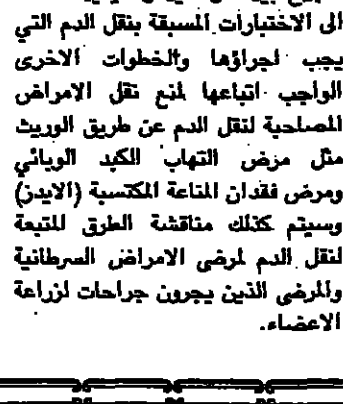 الى الاختبارات المسبقة بنقل الدم التي
يجب اجراؤها والخطوات الاخرى
الواجب اتباعها لمنع نقل الامراض
المصاحبة لنقل الدم عن طريق الوريث
مثل مرض التهاب الكبد الوبائي
ومرض فقدان المناعة المكتسبة (الايدز)
وسيتم كذلك مناقشة الطرق المتبعة
لنقل الدم لمرضى الامراض السرطانية
والمرضى الذين يجرون جراحات لزراعة
الاعضاء.